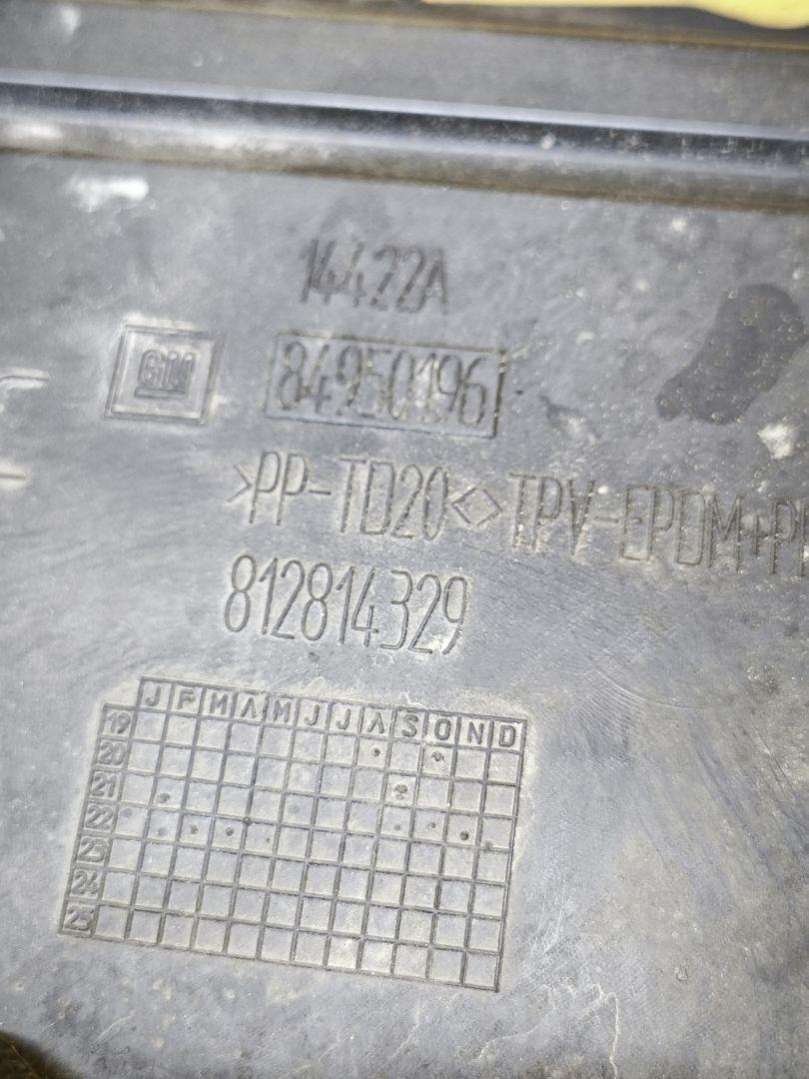 14422A
GM
84950196
>PP-TD20<> TPV-EPDM+P
812814329
J F M A M J J A S O N D
19
20
21
22
23
24
25